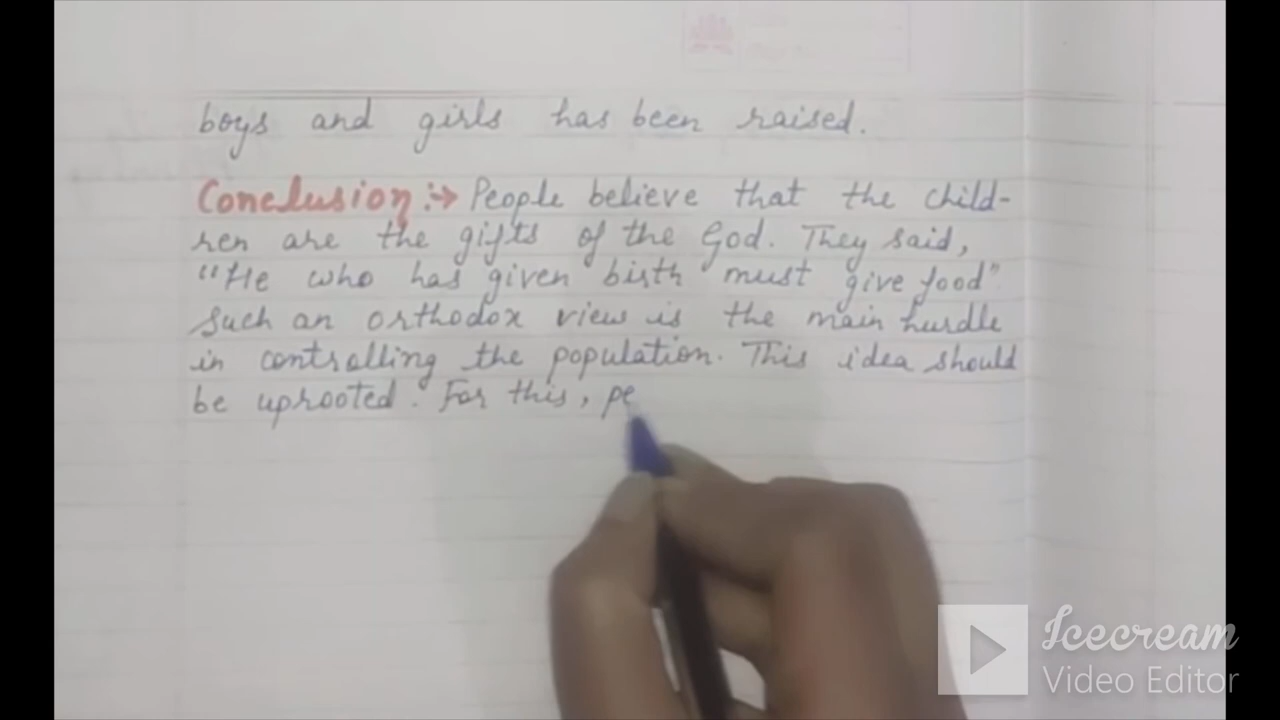 boys and girls has been raised.
Conclusion :→ People believe that the child-
ren are the gifts of the God. They said,
"He who has given birth must give food"
Such an orthodox view is the main hurdle
in controlling the population. This idea should
be uprooted. For this, pe
Icecream
Video Editor